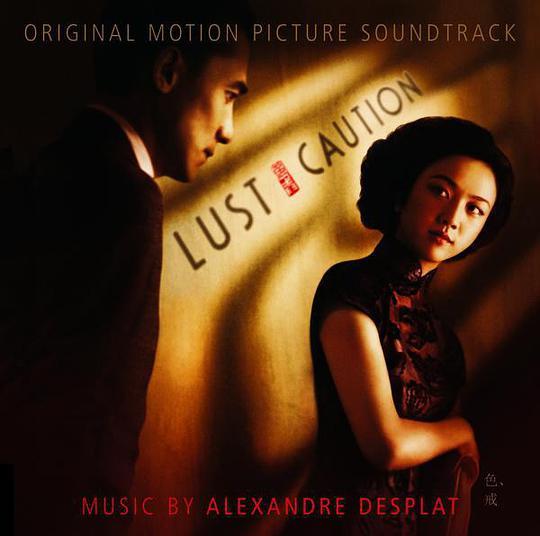 ORIGINAL MOTION PICTURE SOUNDTRACK
LUST CAUTION
MUSIC BY ALEXANDRE DESPLAT
色、
戒